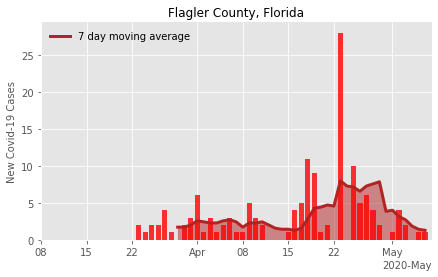 Flagler County, Florida
7 day moving average
New Covid-19 Cases
25
20
15
10
5
0
08 15 22 Apr 08 15 22 May
2020-May